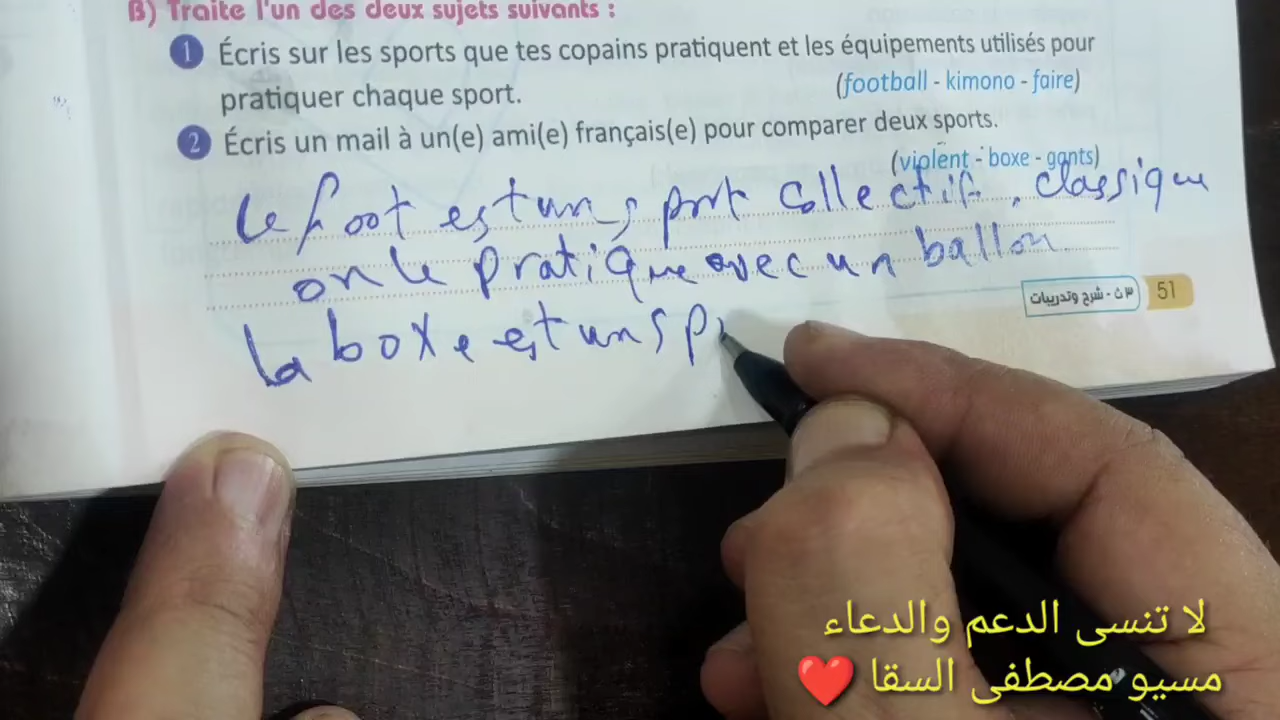 B) Traite l'un des deux sujets suivants :
1 Écris sur les sports que tes copains pratiquent et les équipements utilisés pour
pratiquer chaque sport. (football - kimono - faire)
2 Écris un mail à un(e) ami(e) français(e) pour comparer deux sports.
(violent - boxe - gants)
Le foot est un sport collectif, classique
on le pratique avec un ballon.
٣ث - شرح وتدريبات 51
La boxe est un sp
لا تنسى الدعم والدعاء
مسيو مصطفى السقا ❤️